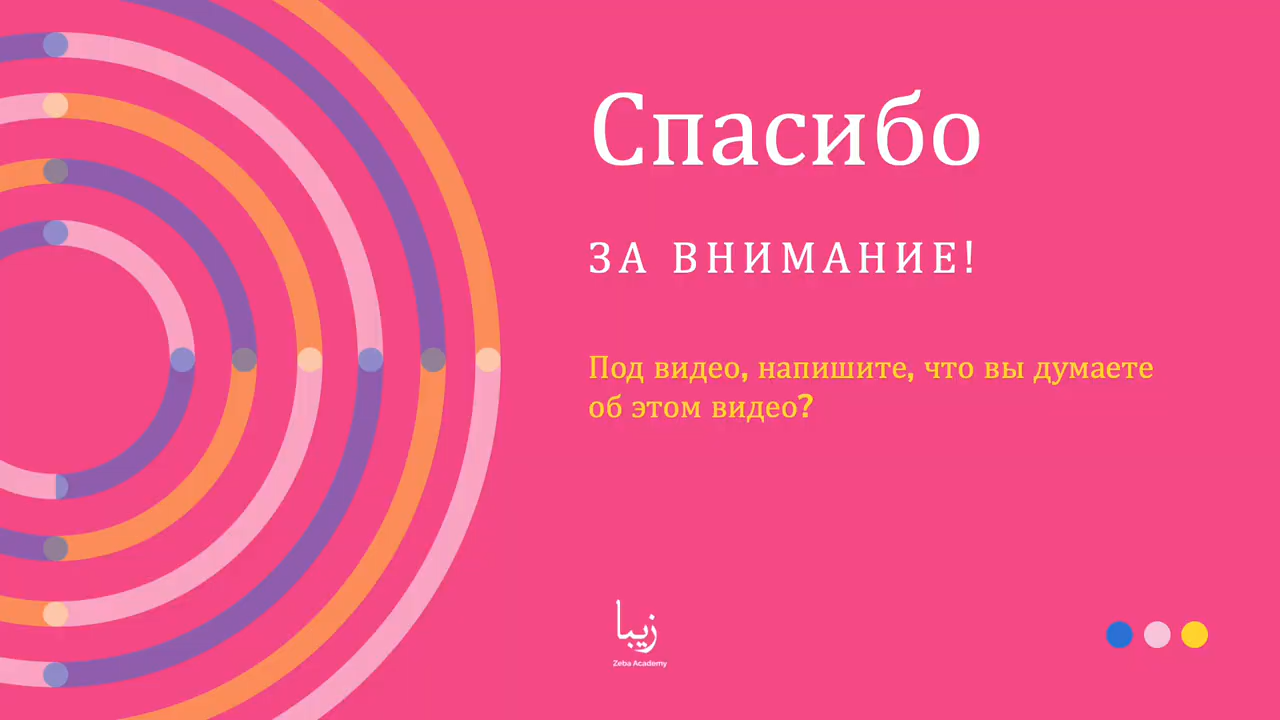 Спасибо
ЗА ВНИМАНИЕ!
Под видео, напишите, что вы думаете
об этом видео?
زیبا
Zeba Academy